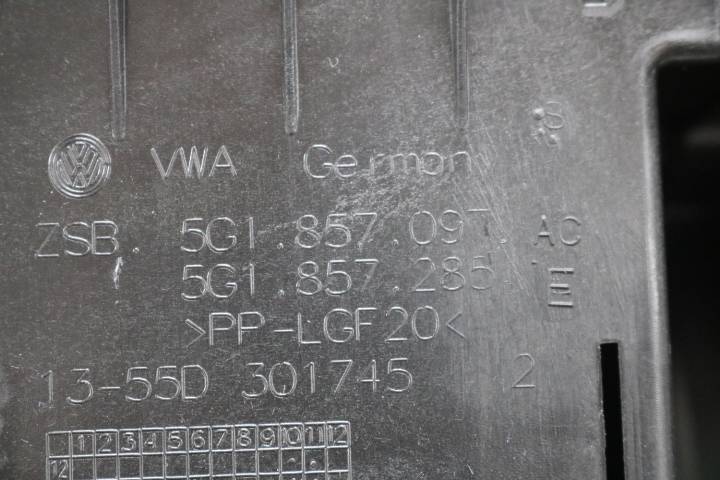 VWA Germany
ZSB. 5G1.857.097. AC
5G1.857.285. E
>PP-LGF20<
13-55D 301745 2
1 2 3 4 5 6 7 8 9 10 11 12
12